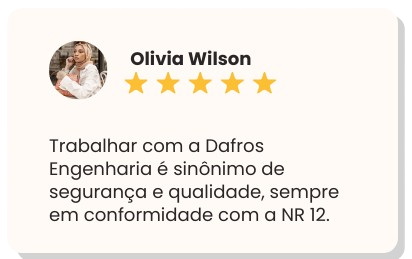 Olivia Wilson
Trabalhar com a Dafros
Engenharia é sinônimo de
segurança e qualidade, sempre
em conformidade com a NR 12.